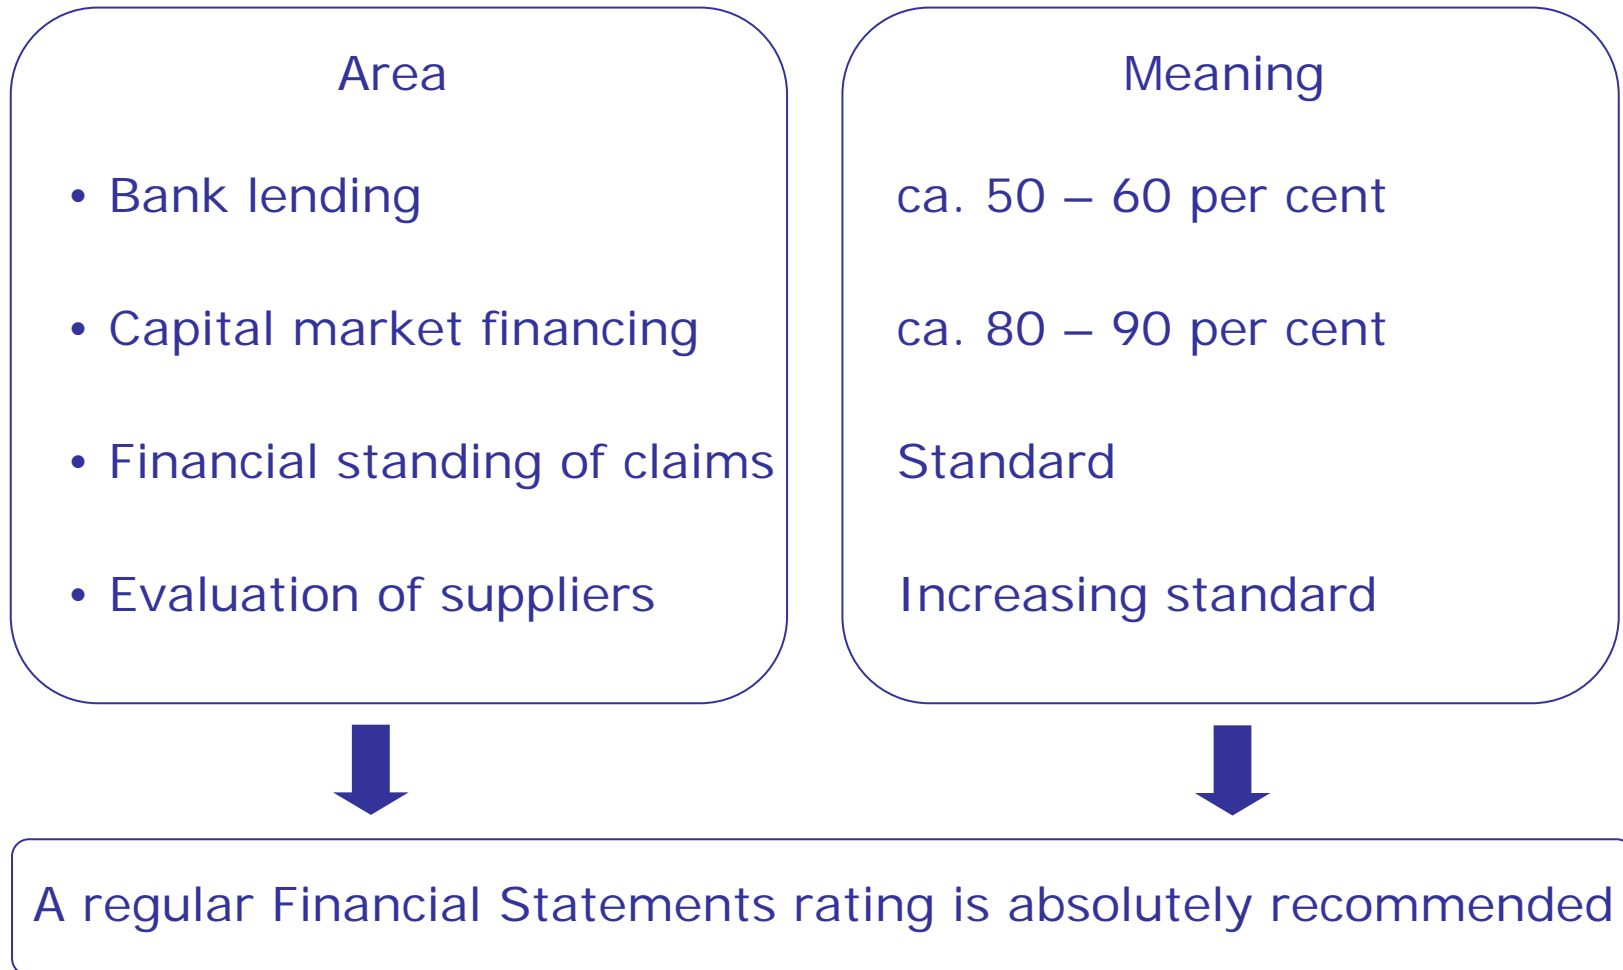 Area
• Bank lending
• Capital market financing
• Financial standing of claims
• Evaluation of suppliers
Meaning
ca. 50 – 60 per cent
ca. 80 – 90 per cent
Standard
Increasing standard
A regular Financial Statements rating is absolutely recommended